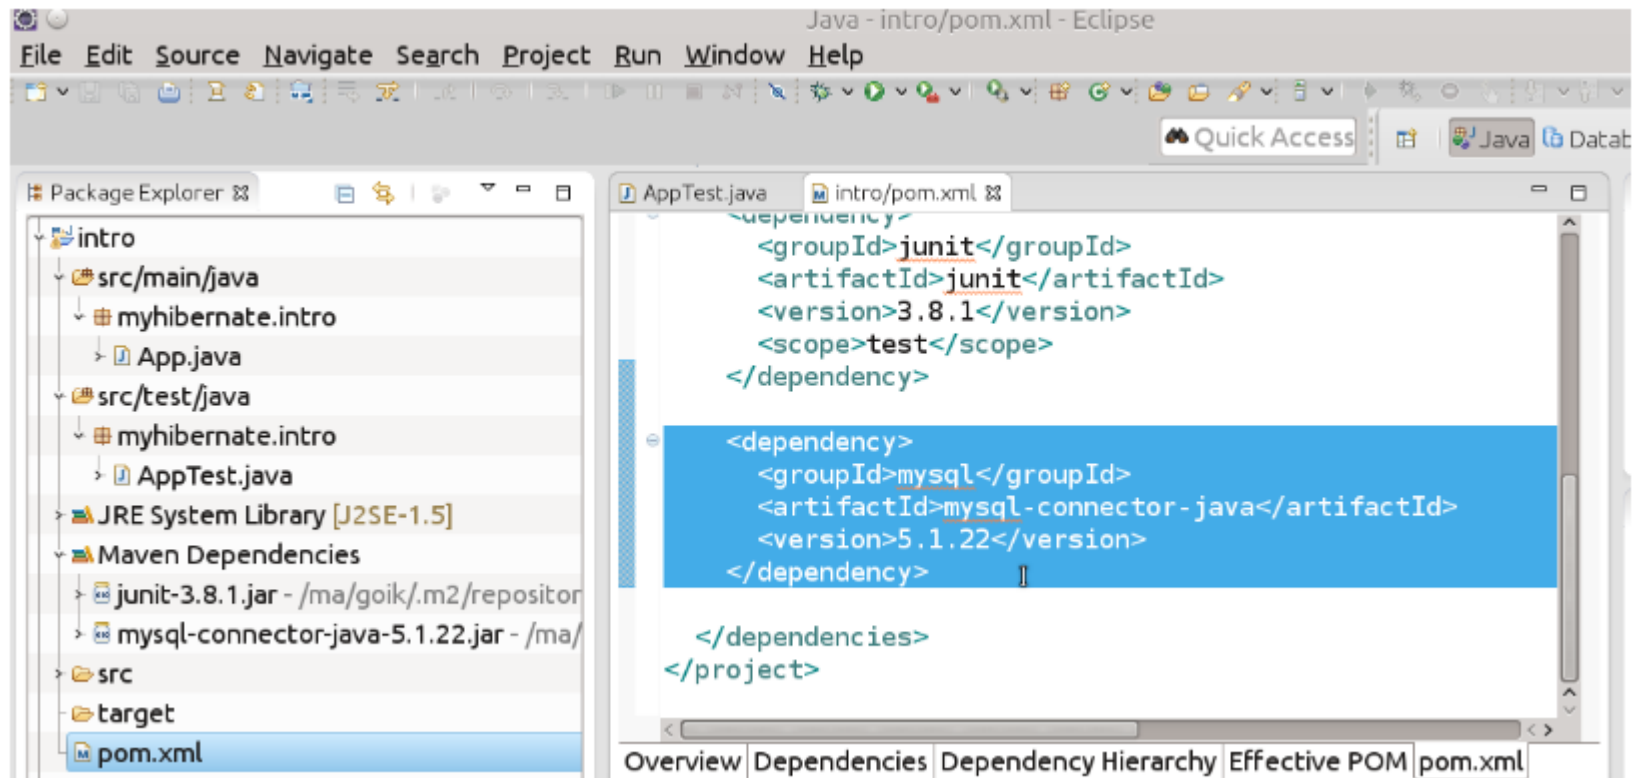 Java - intro/pom.xml - Eclipse
File Edit Source Navigate Search Project Run Window Help
Quick Access
Java
Datab
Package Explorer
intro
src/main/java
myhibernate.intro
App.java
src/test/java
myhibernate.intro
AppTest.java
JRE System Library [J2SE-1.5]
Maven Dependencies
junit-3.8.1.jar - /ma/goik/.m2/repositor
mysql-connector-java-5.1.22.jar - /ma/
src
target
pom.xml
AppTest.java
intro/pom.xml
<dependency>
<groupId>junit</groupId>
<artifactId>junit</artifactId>
<version>3.8.1</version>
<scope>test</scope>
</dependency>
<dependency>
<groupId>mysql</groupId>
<artifactId>mysql-connector-java</artifactId>
<version>5.1.22</version>
</dependency>
</dependencies>
</project>
Overview Dependencies Dependency Hierarchy Effective POM pom.xml